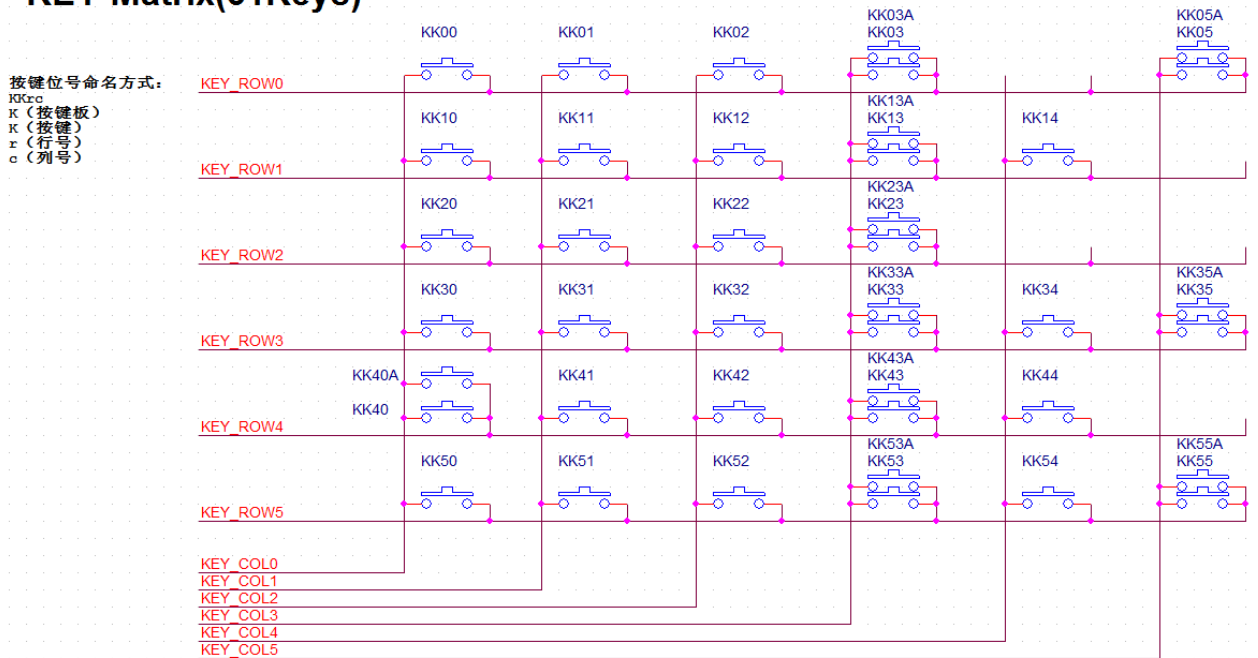 KEY Matrix(31Keys)
KK00 KK01 KK02 KK03A KK05A
KK03 KK05
按键位号命名方式：
KKrc
K（按键板）
K（按键）
r（行号）
c（列号）
KEY_ROW0
KK13A
KK10 KK11 KK12 KK13 KK14
KEY_ROW1
KK23A
KK20 KK21 KK22 KK23
KEY_ROW2
KK33A KK35A
KK30 KK31 KK32 KK33 KK34 KK35
KEY_ROW3
KK43A
KK40A KK41 KK42 KK43 KK44
KK40
KEY_ROW4
KK53A KK55A
KK50 KK51 KK52 KK53 KK54 KK55
KEY_ROW5
KEY_COL0
KEY_COL1
KEY_COL2
KEY_COL3
KEY_COL4
KEY_COL5